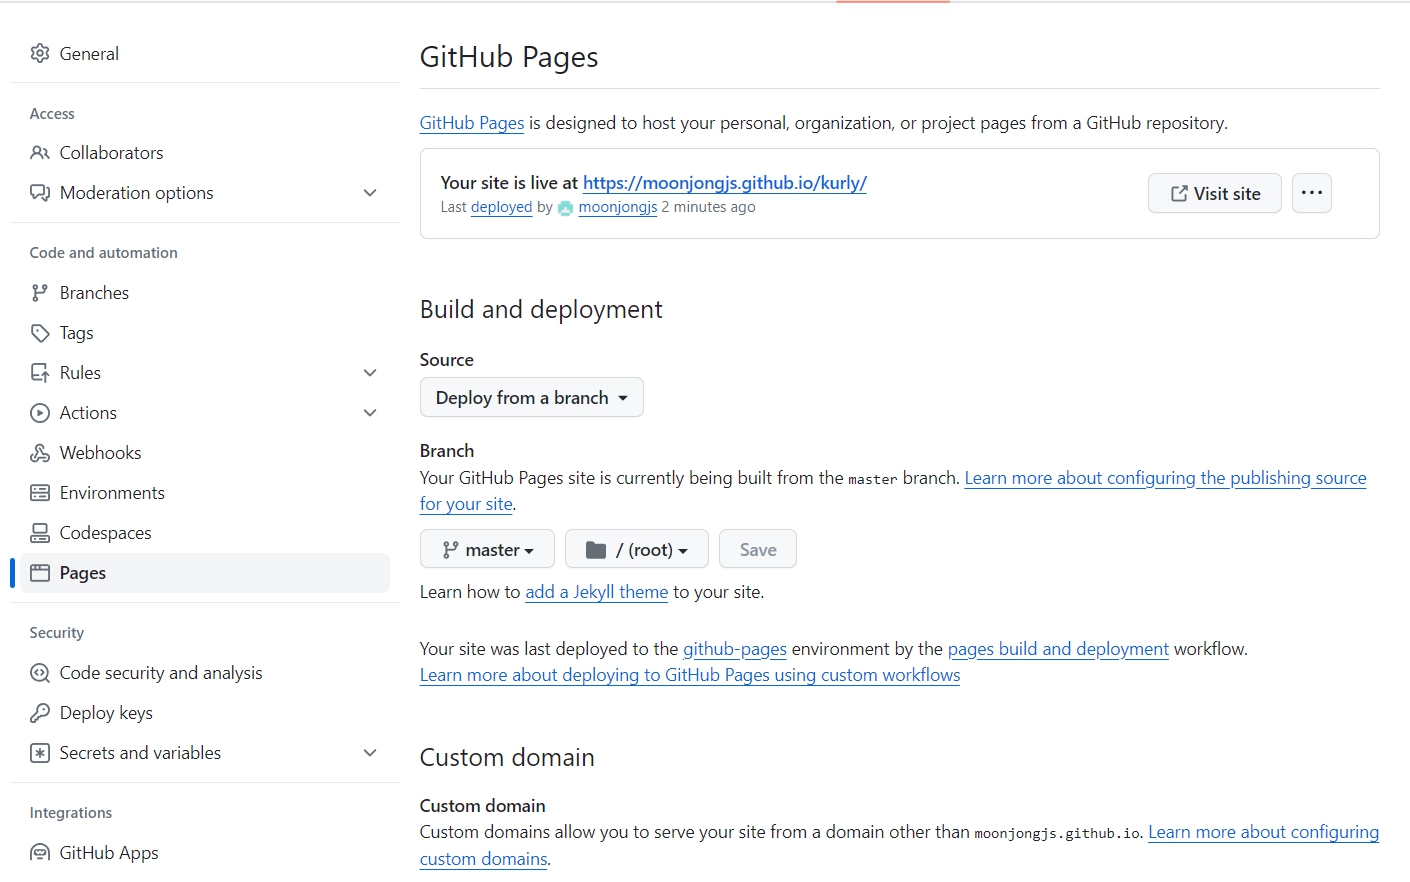 General
Access
Collaborators
Moderation options
Code and automation
Branches
Tags
Rules
Actions
Webhooks
Environments
Codespaces
Pages
Security
Code security and analysis
Deploy keys
Secrets and variables
Integrations
GitHub Apps
GitHub Pages
GitHub Pages is designed to host your personal, organization, or project pages from a GitHub repository.
Your site is live at https://moonjongjs.github.io/kurly/
Last deployed by moonjongjs 2 minutes ago
Visit site
Build and deployment
Source
Deploy from a branch
Branch
Your GitHub Pages site is currently being built from the master branch. Learn more about configuring the publishing source
for your site.
master
/ (root)
Save
Learn how to add a Jekyll theme to your site.
Your site was last deployed to the github-pages environment by the pages build and deployment workflow.
Learn more about deploying to GitHub Pages using custom workflows
Custom domain
Custom domain
Custom domains allow you to serve your site from a domain other than moonjongjs.github.io. Learn more about configuring
custom domains.